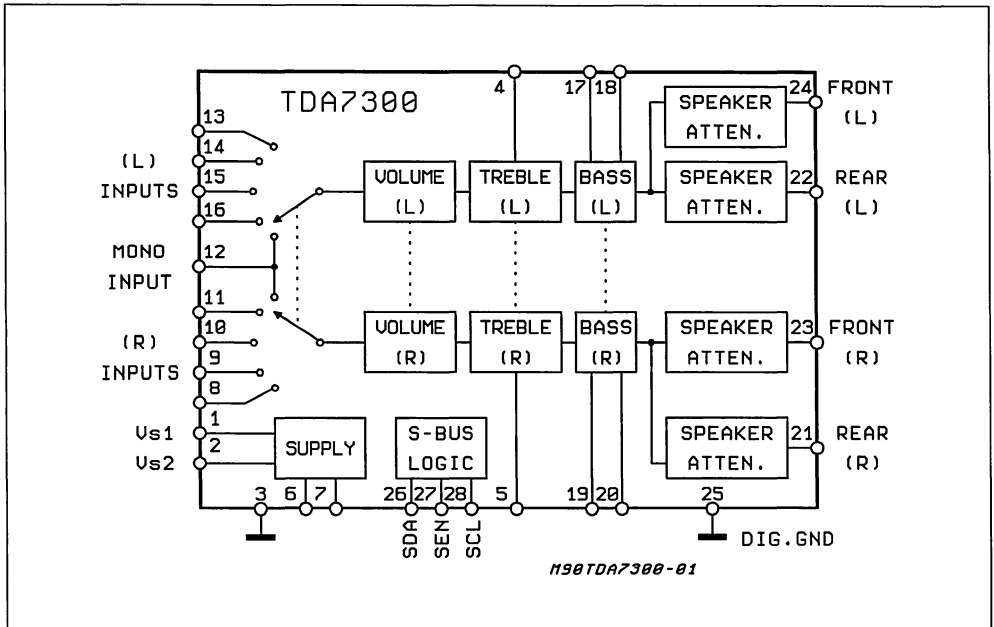 TDA7300
4
17
18
24
FRONT
(L)
SPEAKER
ATTEN.
13
14
15
16
(L)
INPUTS
VOLUME
(L)
TREBLE
(L)
BASS
(L)
SPEAKER
ATTEN.
22
REAR
(L)
12
MONO
INPUT
11
10
9
8
(R)
INPUTS
VOLUME
(R)
TREBLE
(R)
BASS
(R)
SPEAKER
ATTEN.
23
FRONT
(R)
1
Vs1
2
Vs2
SUPPLY
S-BUS
LOGIC
SPEAKER
ATTEN.
21
REAR
(R)
3
6
7
26
27
28
5
19
20
25
SDA
SEN
SCL
DIG.GND
M90TDA7300-01